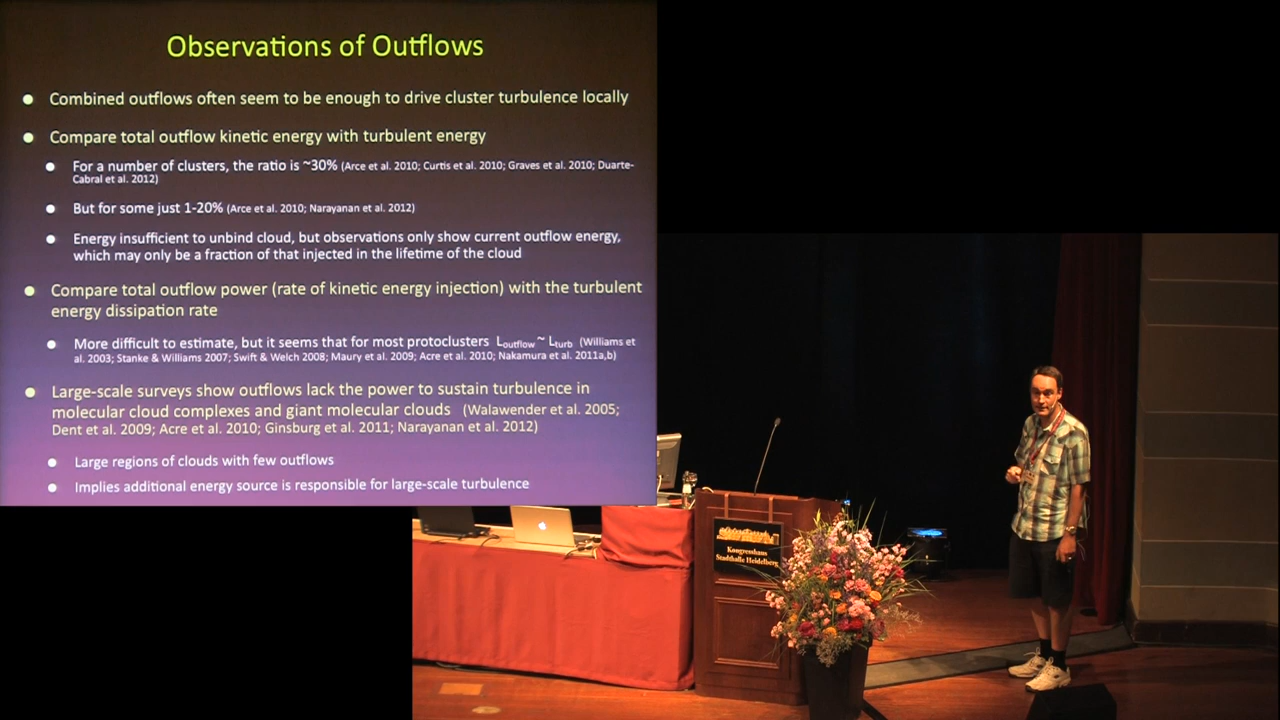 Observations of Outflows
Combined outflows often seem to be enough to drive cluster turbulence locally
Compare total outflow kinetic energy with turbulent energy
For a number of clusters, the ratio is ~30% (Arce et al. 2010; Curtis et al. 2010; Graves et al. 2010; Duarte-
Cabral et al. 2012)
But for some just 1-20% (Arce et al. 2010; Narayanan et al. 2012)
Energy insufficient to unbind cloud, but observations only show current outflow energy,
which may only be a fraction of that injected in the lifetime of the cloud
Compare total outflow power (rate of kinetic energy injection) with the turbulent
energy dissipation rate
More difficult to estimate, but it seems that for most protoclusters Loutflow ~ Lturb (Williams et
al. 2003; Stanke & Williams 2007; Swift & Welch 2008; Maury et al. 2009; Acre et al. 2010; Nakamura et al. 2011a,b)
Large-scale surveys show outflows lack the power to sustain turbulence in
molecular cloud complexes and giant molecular clouds (Walawender et al. 2005;
Dent et al. 2009; Acre et al. 2010; Ginsburg et al. 2011; Narayanan et al. 2012)
Large regions of clouds with few outflows
Implies additional energy source is responsible for large-scale turbulence
Kongresshaus
Stadthalle Heidelberg